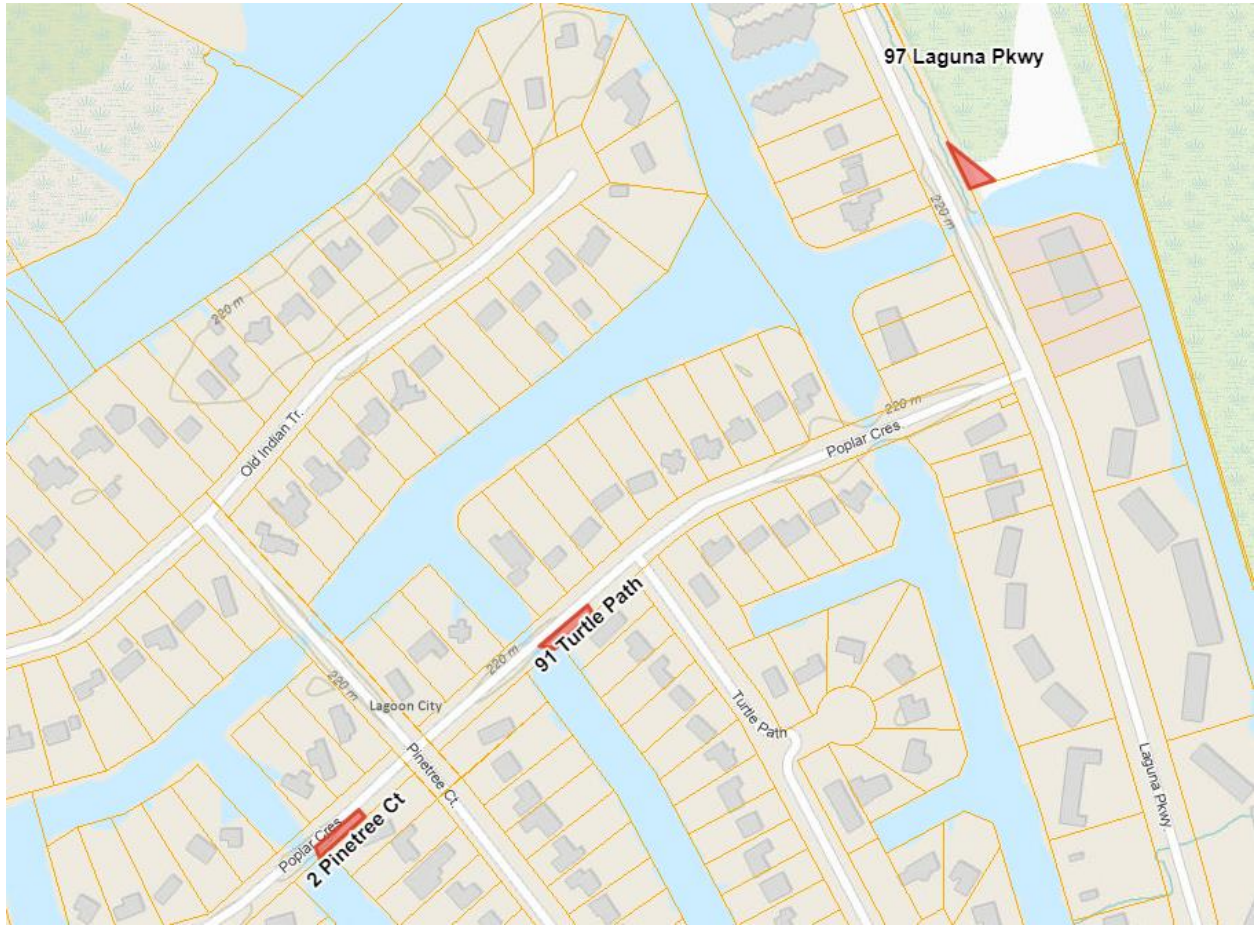 97 Laguna Pkwy
220 m
220 m
Old Indian Tr.
220 m
Poplar Cres.
91 Turtle Path
220 m
220 m
Lagoon City
Turtle Path
Pinetree Ct.
Laguna Pkwy.
Poplar Cres.
2 Pinetree Ct